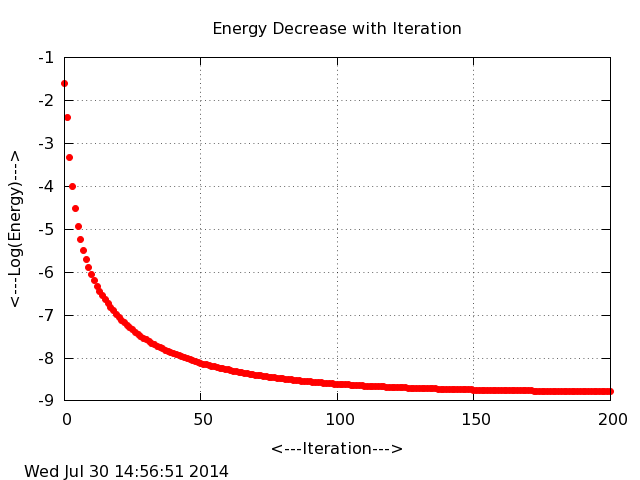 Energy Decrease with Iteration
-1
-2
-3
-4
-5
-6
-7
-8
-9
<---Log(Energy)--->
0 50 100 150 200
<---Iteration--->
Wed Jul 30 14:56:51 2014